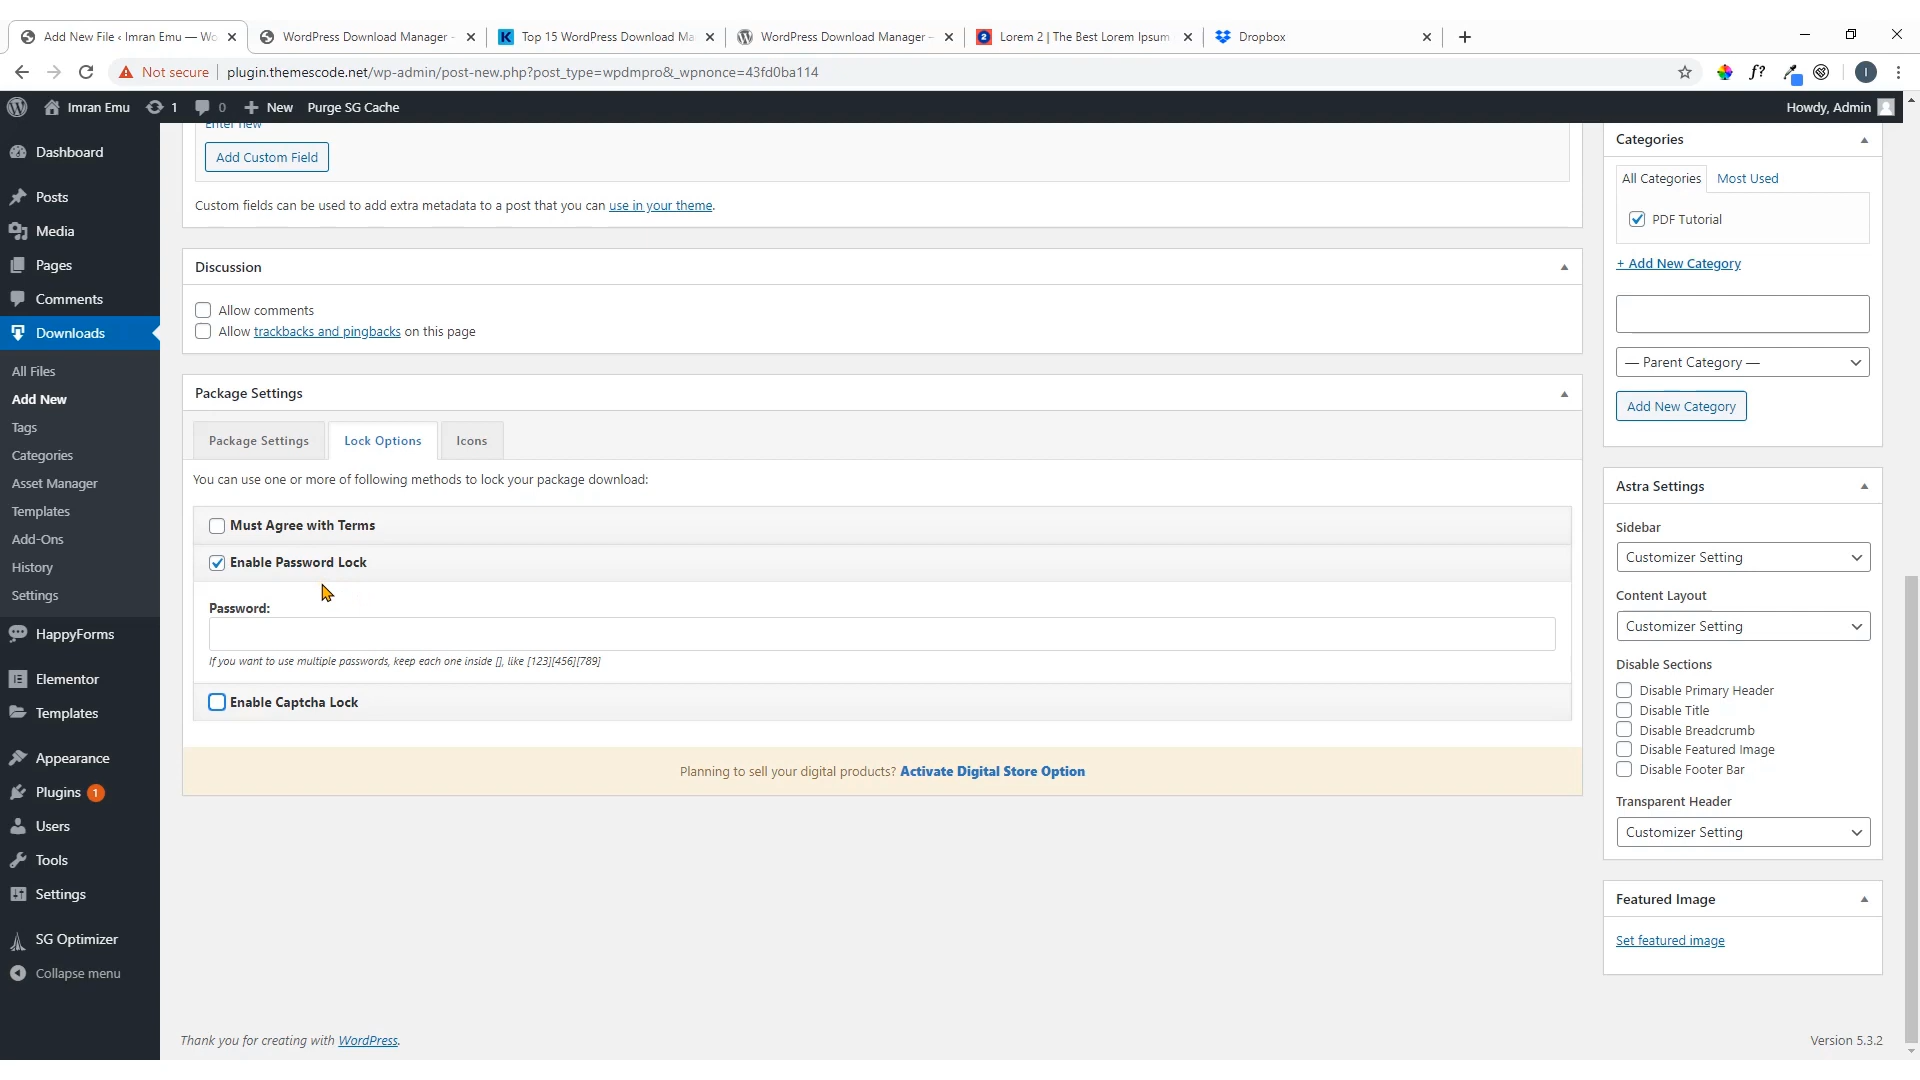 Add New File ‹ Imran Emu — Wo
WordPress Download Manager -
Top 15 WordPress Download Ma
WordPress Download Manager –
Lorem 2 | The Best Lorem Ipsum
Dropbox
Not secure
plugin.themescode.net/wp-admin/post-new.php?post_type=wpdmpro&_wpnonce=43fd0ba114
f?
I
Imran Emu
1
0
New
Purge SG Cache
Howdy, Admin
Dashboard
Posts
Media
Pages
Comments
Downloads
All Files
Add New
Tags
Categories
Asset Manager
Templates
Add-Ons
History
Settings
HappyForms
Elementor
Templates
Appearance
Plugins 1
Users
Tools
Settings
SG Optimizer
Collapse menu
Enter new
Add Custom Field
Custom fields can be used to add extra metadata to a post that you can use in your theme.
Discussion
Allow comments
Allow trackbacks and pingbacks on this page
Package Settings
Package Settings
Lock Options
Icons
You can use one or more of following methods to lock your package download:
Must Agree with Terms
Enable Password Lock
Password:
If you want to use multiple passwords, keep each one inside [], like [123][456][789]
Enable Captcha Lock
Planning to sell your digital products? Activate Digital Store Option
Categories
All Categories
Most Used
PDF Tutorial
+ Add New Category
— Parent Category —
Add New Category
Astra Settings
Sidebar
Customizer Setting
Content Layout
Customizer Setting
Disable Sections
Disable Primary Header
Disable Title
Disable Breadcrumb
Disable Featured Image
Disable Footer Bar
Transparent Header
Customizer Setting
Featured Image
Set featured image
Thank you for creating with WordPress.
Version 5.3.2